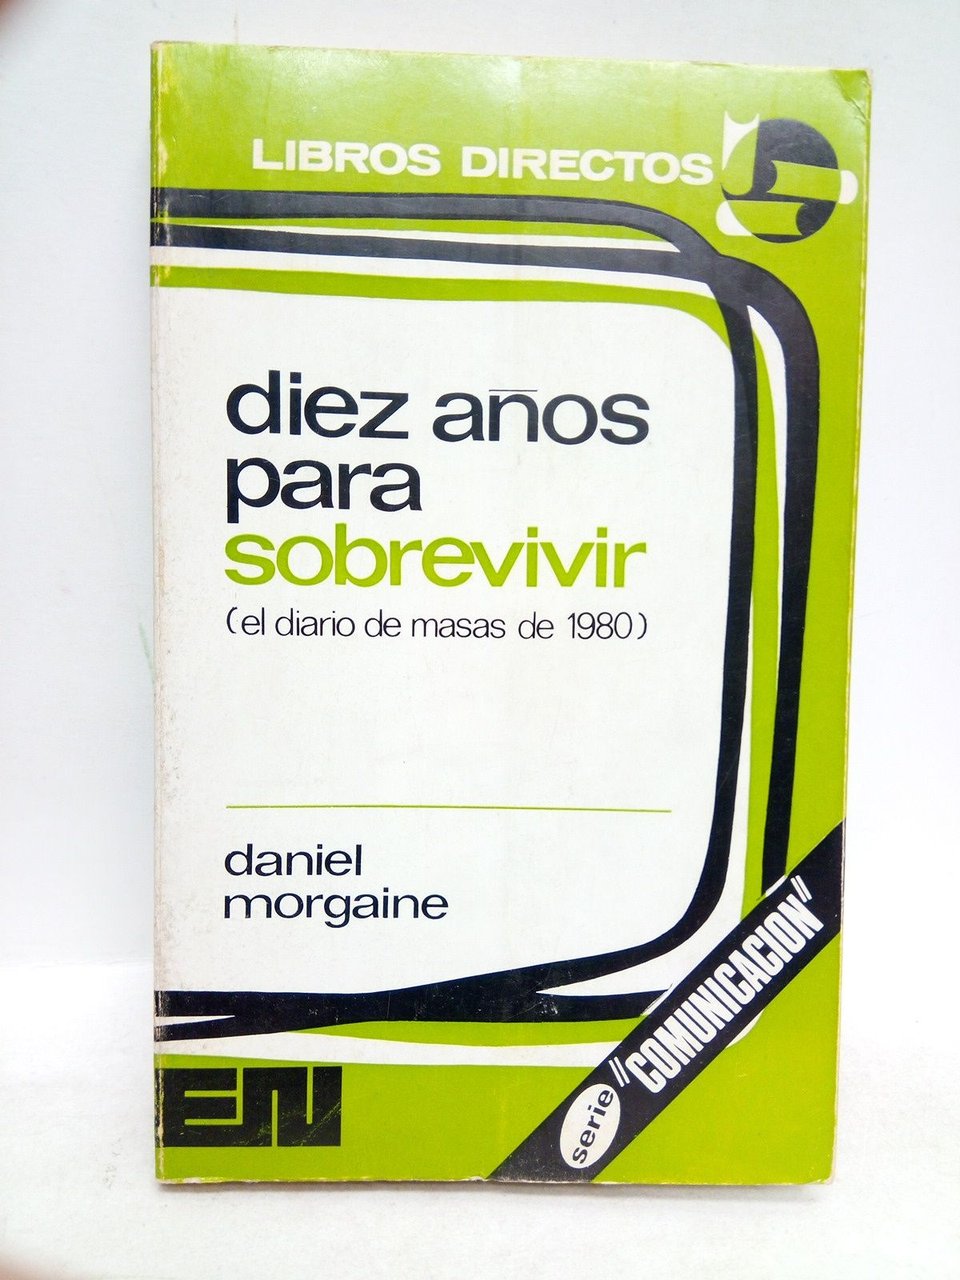 LIBROS DIRECTOS
diez años
para
sobrevivir
(el diario de masas de 1980)
daniel
morgaine
serie "COMUNICACION"
EN